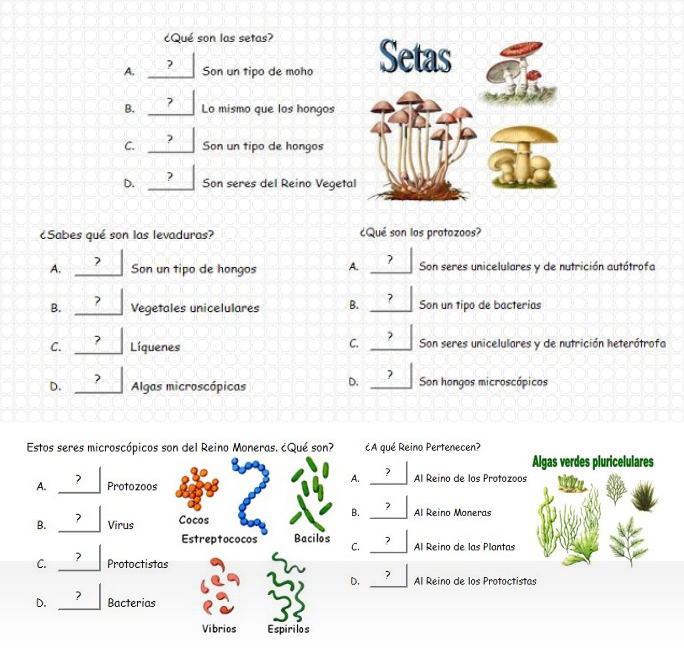 ¿Qué son las setas?
A. ? Son un tipo de moho
B. ? Lo mismo que los hongos
C. ? Son un tipo de hongos
D. ? Son seres del Reino Vegetal
Setas
¿Sabes qué son las levaduras?
A. ? Son un tipo de hongos
B. ? Vegetales unicelulares
C. ? Líquenes
D. ? Algas microscópicas
¿Qué son los protozoos?
A. ? Son seres unicelulares y de nutrición autótrofa
B. ? Son un tipo de bacterias
C. ? Son seres unicelulares y de nutrición heterótrofa
D. ? Son hongos microscópicos
Estos seres microscópicos son del Reino Moneras. ¿Qué son?
A. ? Protozoos
B. ? Virus
C. ? Protoctistas
D. ? Bacterias
Cocos
Estreptococos
Bacilos
Vibrios
Espirilos
¿A qué Reino Pertenecen?
A. ? Al Reino de los Protozoos
B. ? Al Reino Moneras
C. ? Al Reino de las Plantas
D. ? Al Reino de los Protoctistas
Algas verdes pluricelulares